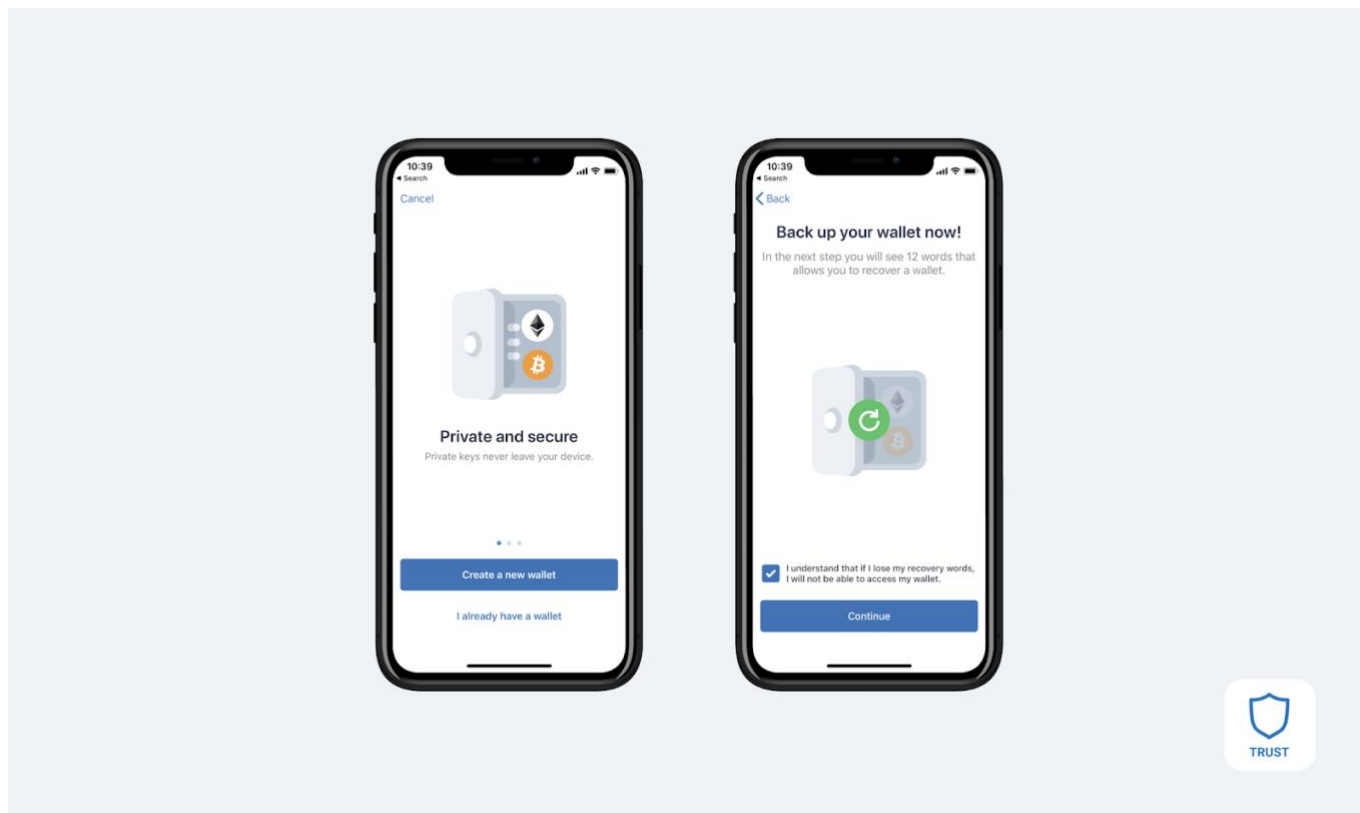 10:39
Search
Cancel
Private and secure
Private keys never leave your device.
Create a new wallet
I already have a wallet
10:39
Search
Back
Back up your wallet now!
In the next step you will see 12 words that
allows you to recover a wallet.
I understand that if I lose my recovery words,
I will not be able to access my wallet.
Continue
TRUST